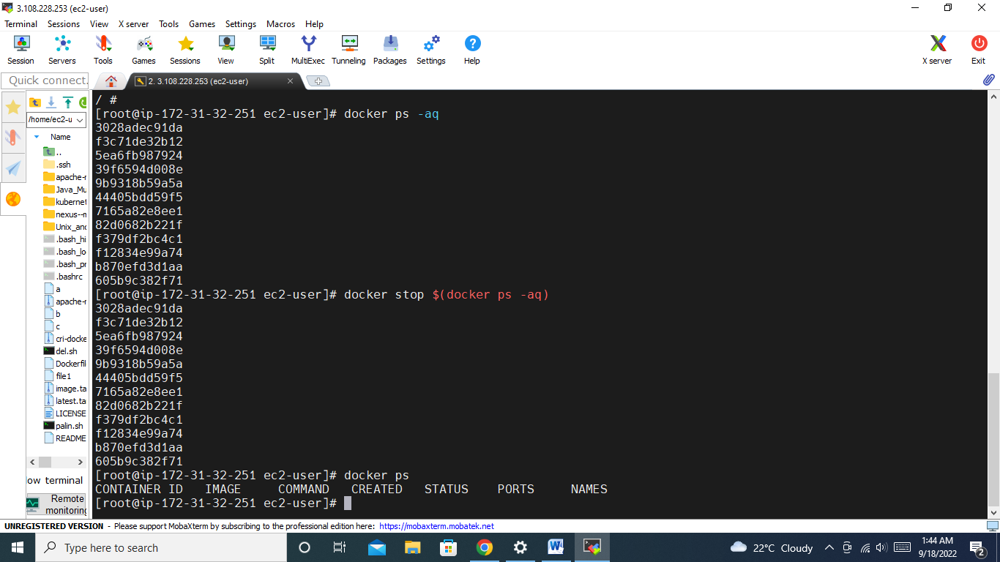 3.108.228.253 (ec2-user)
Terminal Sessions View X server Tools Games Settings Macros Help
Session Servers Tools Games Sessions View Split MultiExec Tunneling Packages Settings Help X server Exit
Quick connect.
2. 3.108.228.253 (ec2-user)
/home/ec2-u
Name
..
.ssh
apache-r
Java_Mu
kubernet
nexus--m
Unix_and
.bash_hi
.bash_lo
.bash_pr
.bashrc
a
apache-r
b
c
cri-docke
del.sh
Dockerfil
file1
image.ta
latest.ta
LICENSE
palin.sh
README
low terminal
Remote
monitoring
/ #
[root@ip-172-31-32-251 ec2-user]# docker ps -aq
3028adec91da
f3c71de32b12
5ea6fb987924
39f6594d008e
9b9318b59a5a
44405bdd59f5
7165a82e8ee1
82d0682b221f
f379df2bc4c1
f12834e99a74
b870efd3d1aa
605b9c382f71
[root@ip-172-31-32-251 ec2-user]# docker stop $(docker ps -aq)
3028adec91da
f3c71de32b12
5ea6fb987924
39f6594d008e
9b9318b59a5a
44405bdd59f5
7165a82e8ee1
82d0682b221f
f379df2bc4c1
f12834e99a74
b870efd3d1aa
605b9c382f71
[root@ip-172-31-32-251 ec2-user]# docker ps
CONTAINER ID IMAGE COMMAND CREATED STATUS PORTS NAMES
[root@ip-172-31-32-251 ec2-user]#
UNREGISTERED VERSION - Please support MobaXterm by subscribing to the professional edition here: https://mobaxterm.mobatek.net
Type here to search
22°C Cloudy
1:44 AM
9/18/2022
2